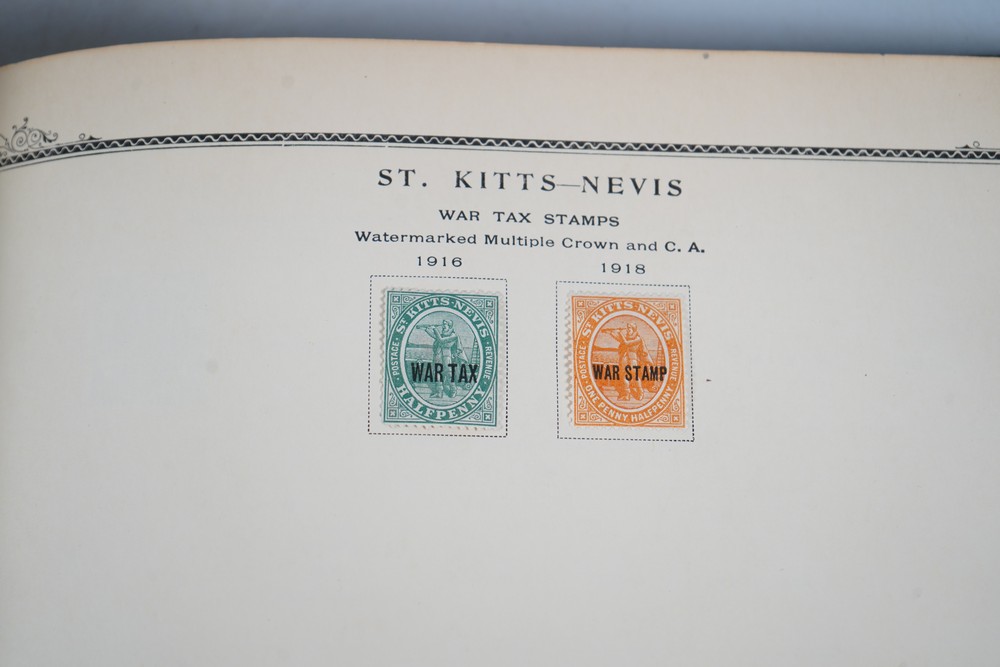 ST. KITTS—NEVIS
WAR TAX STAMPS
Watermarked Multiple Crown and C. A.
1916
1918
ST KITTS-NEVIS
POSTAGE
REVENUE
WAR TAX
HALFPENNY
ST KITTS-NEVIS
POSTAGE
REVENUE
WAR STAMP
ONE PENNY HALFPENNY